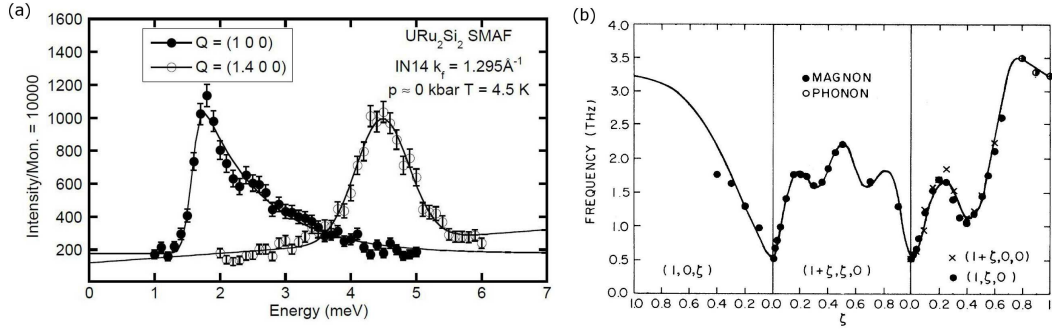 (a)
1800
1600
1400
1200
1000
800
600
400
200
0
Intensity/Mon. = 10000
Q = (1 0 0)
Q = (1.4 0 0)
URu2Si2 SMAF
IN14 kf = 1.295Å-1
p ≈ 0 kbar T = 4.5 K
0 1 2 3 4 5 6 7
Energy (meV)
(b)
4.0
3.5
3.0
2.5
2.0
1.5
1.0
0.5
0.0
FREQUENCY (THz)
● MAGNON
○ PHONON
(1,0,ζ)
(1+ζ,ζ,0)
× (1+ζ,0,0)
● (1,ζ,0)
1.0 0.8 0.6 0.4 0.2 0.0 0.2 0.4 0.6 0.8 0.0 0.2 0.4 0.6 0.8 1.0
ζ